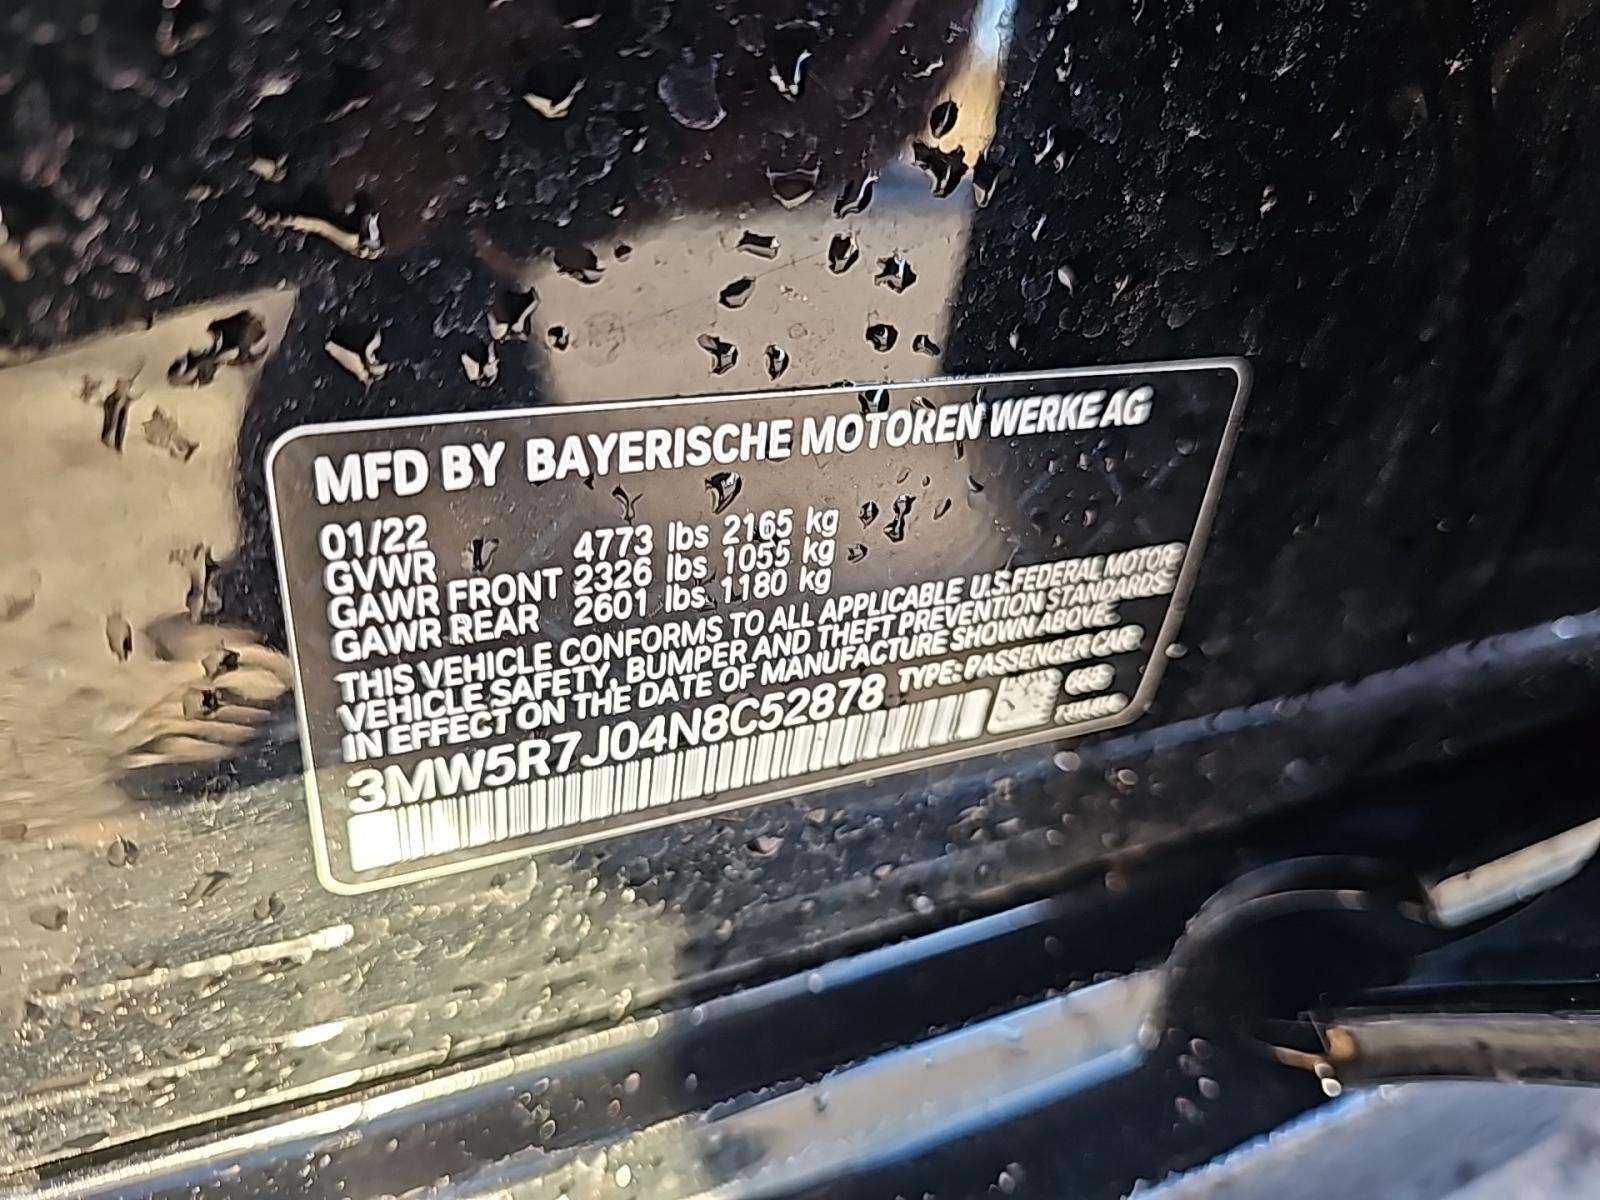 MFD BY BAYERISCHE MOTOREN WERKE AG
01/22
GVWR 4773 lbs 2165 kg
GAWR FRONT 2326 lbs 1055 kg
GAWR REAR 2601 lbs 1180 kg
THIS VEHICLE CONFORMS TO ALL APPLICABLE U.S. FEDERAL MOTOR
VEHICLE SAFETY, BUMPER AND THEFT PREVENTION STANDARDS
IN EFFECT ON THE DATE OF MANUFACTURE SHOWN ABOVE.
3MW5R7J04N8C52878 TYPE: PASSENGER CAR